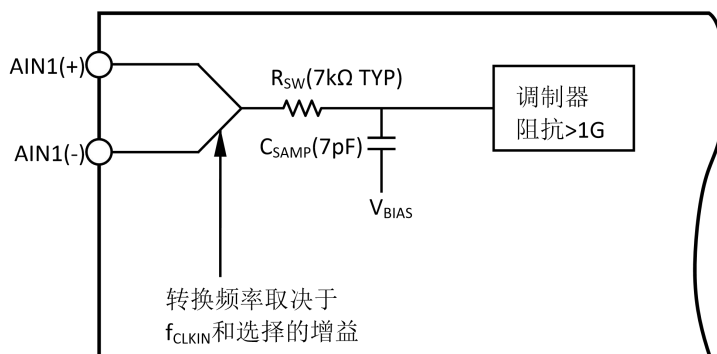 AIN1(+)
R_SW(7kΩ TYP)
调制器
阻抗>1G
AIN1(-)
C_SAMP(7pF)
V_BIAS
转换频率取决于
f_CLKIN和选择的增益